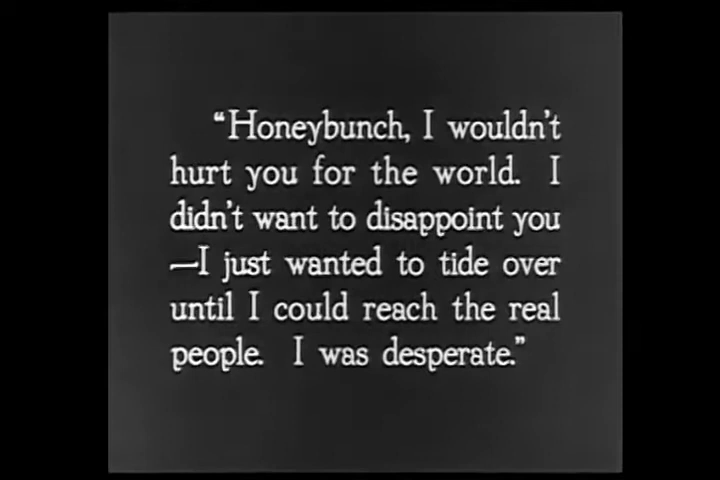 “Honeybunch, I wouldn’t
hurt you for the world. I
didn’t want to disappoint you
—I just wanted to tide over
until I could reach the real
people. I was desperate.”